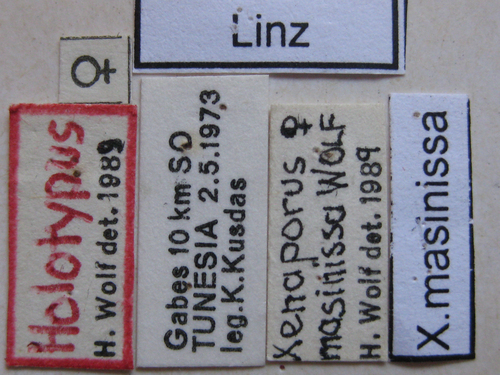 Linz
♀
Holotypus
H. Wolf det. 1989
Gabes 10 km SO
TUNESIA 2.5.1973
leg.K.Kusdas
Xenaporus ♀
masinissa WOLF
H. Wolf det. 1989
X.masinissa